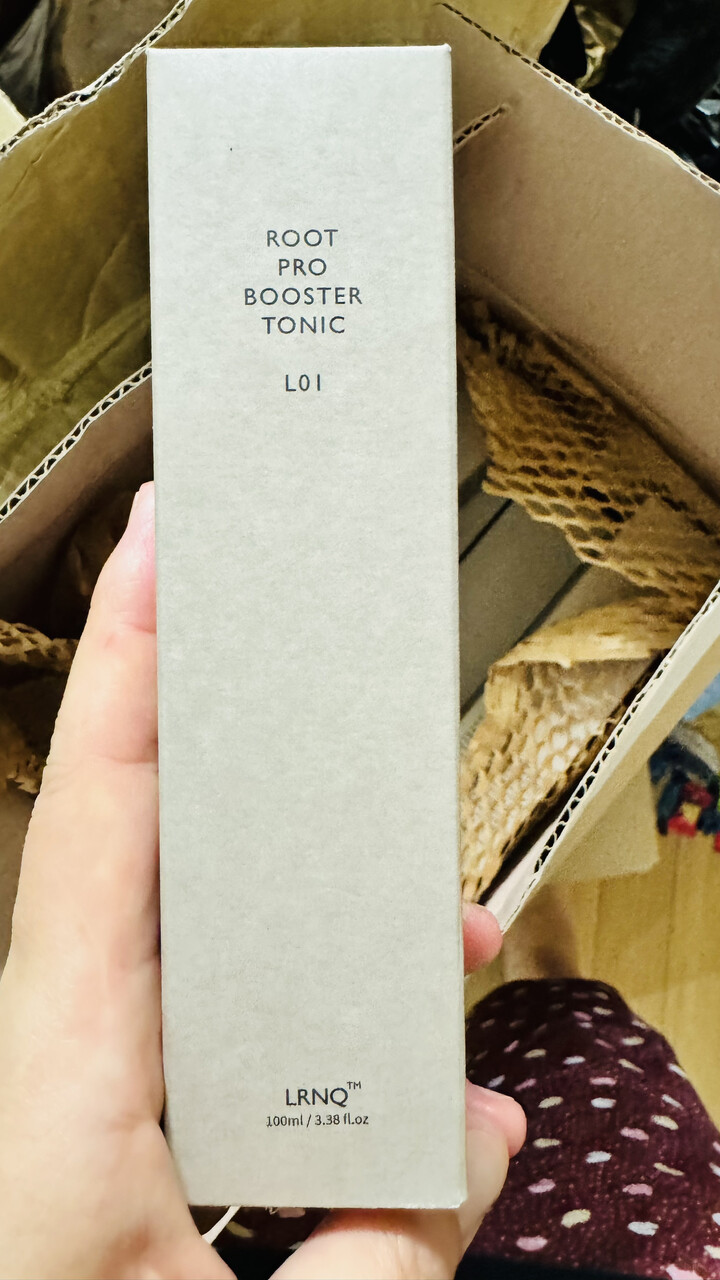 ROOT
PRO
BOOSTER
TONIC
L01
LRNQ™
100ml / 3.38 fl.oz